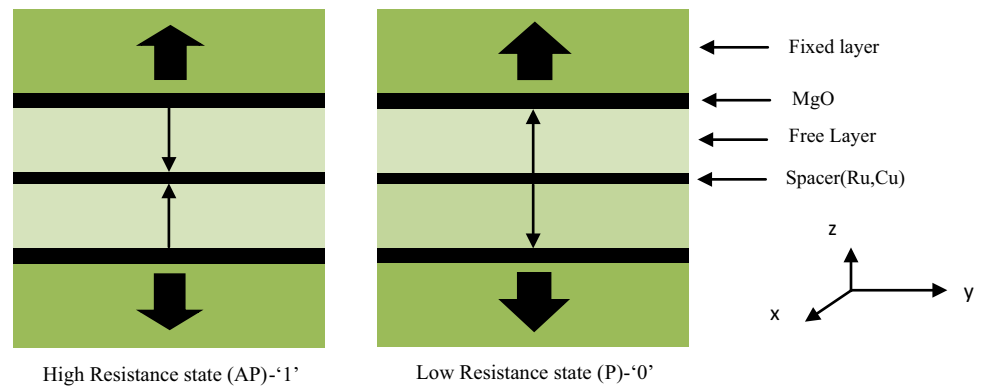 Fixed layer
MgO
Free Layer
Spacer(Ru,Cu)
z
y
x
High Resistance state (AP)-‘1’
Low Resistance state (P)-‘0’